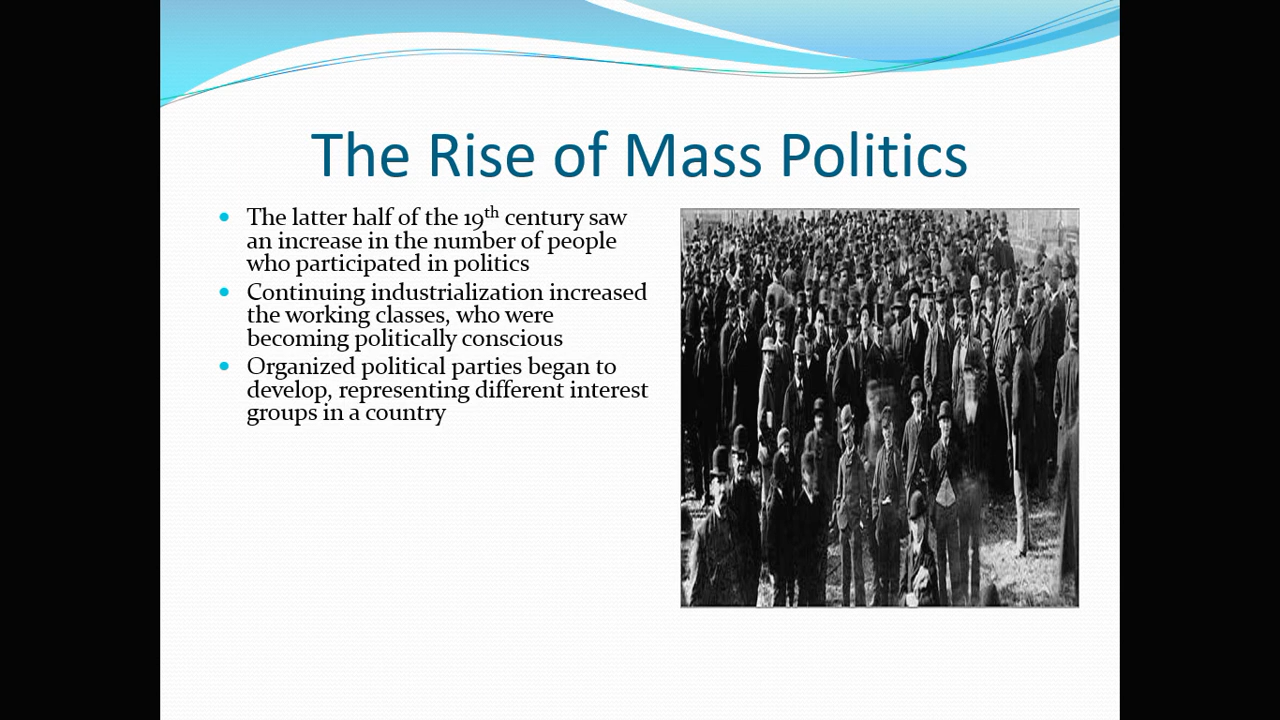 The Rise of Mass Politics
• The latter half of the 19th century saw
an increase in the number of people
who participated in politics
• Continuing industrialization increased
the working classes, who were
becoming politically conscious
• Organized political parties began to
develop, representing different interest
groups in a country